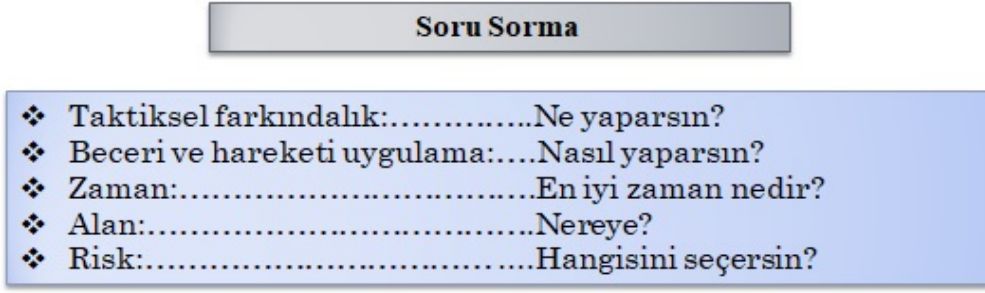 Soru Sorma
❖ Taktiksel farkındalık:…………..Ne yaparsın?
❖ Beceri ve hareketi uygulama:….Nasıl yaparsın?
❖ Zaman:……………………………….En iyi zaman nedir?
❖ Alan:………………………………….Nereye?
❖ Risk:………………………………….Hangisini seçersin?